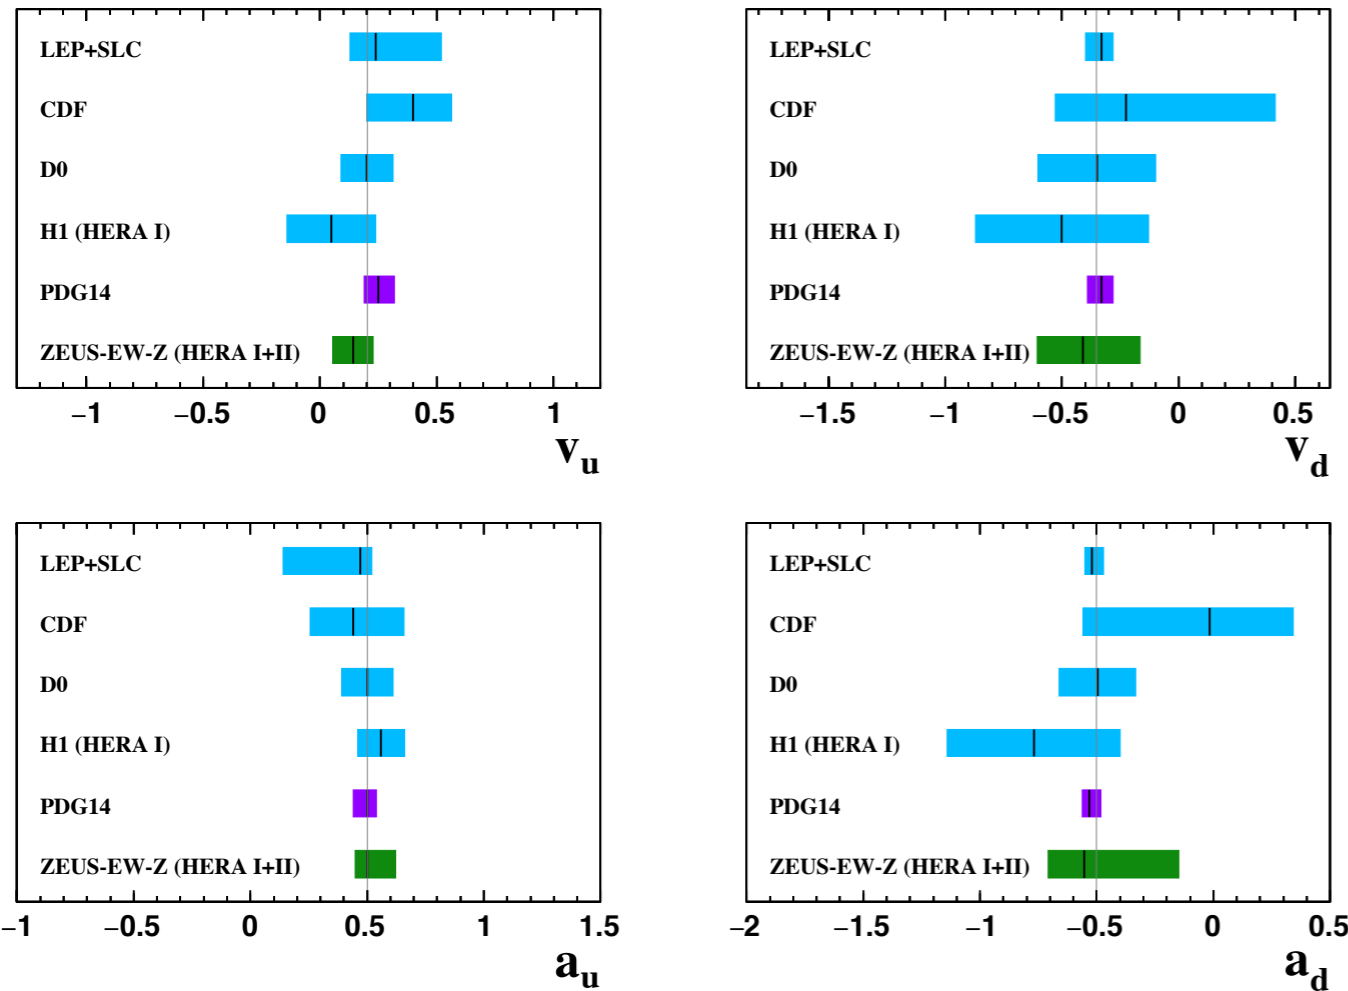 LEP+SLC
CDF
D0
H1 (HERA I)
PDG14
ZEUS-EW-Z (HERA I+II)
−1 −0.5 0 0.5 1
v_u
LEP+SLC
CDF
D0
H1 (HERA I)
PDG14
ZEUS-EW-Z (HERA I+II)
−1.5 −1 −0.5 0 0.5
v_d
LEP+SLC
CDF
D0
H1 (HERA I)
PDG14
ZEUS-EW-Z (HERA I+II)
−1 −0.5 0 0.5 1 1.5
a_u
LEP+SLC
CDF
D0
H1 (HERA I)
PDG14
ZEUS-EW-Z (HERA I+II)
−2 −1.5 −1 −0.5 0 0.5
a_d